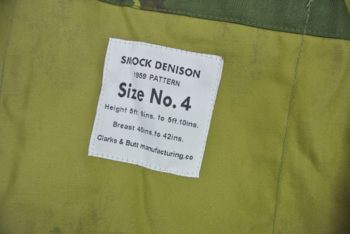 SMOCK DENISON
1959 PATTERN
Size No. 4
Height 5ft. 9ins. to 5ft.10ins.
Breast 40ins. to 42ins.
Clarks & Butt manufacturing.co